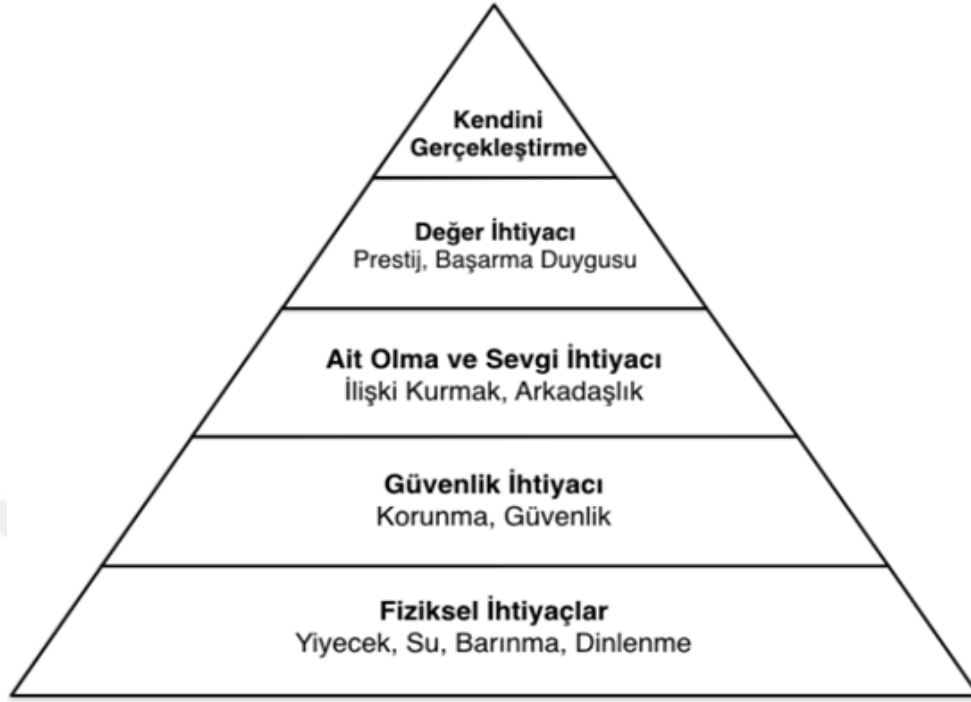 Kendini
Gerçekleştirme
Değer İhtiyacı
Prestij, Başarma Duygusu
Ait Olma ve Sevgi İhtiyacı
İlişki Kurmak, Arkadaşlık
Güvenlik İhtiyacı
Korunma, Güvenlik
Fiziksel İhtiyaçlar
Yiyecek, Su, Barınma, Dinlenme